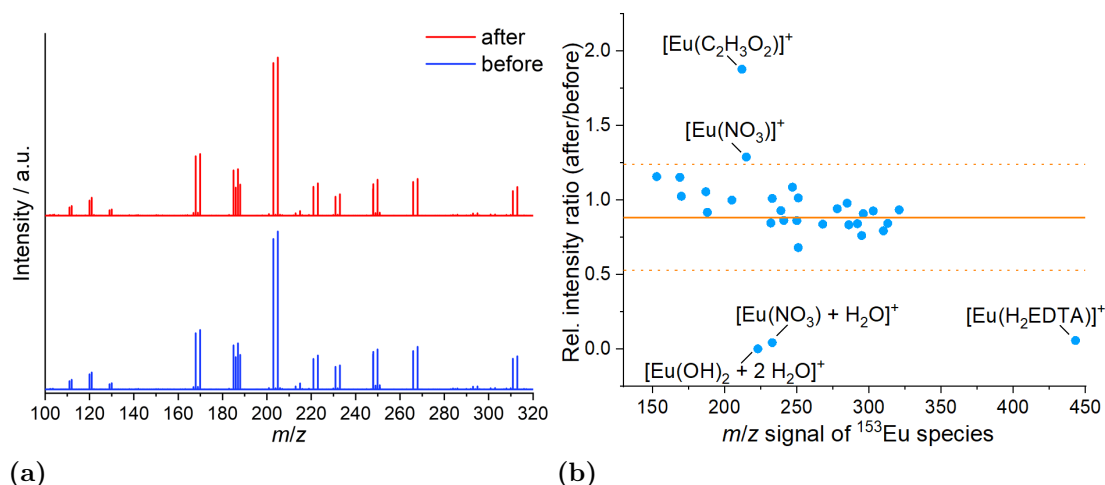 after
before
Intensity / a.u.
100 120 140 160 180 200 220 240 260 280 300 320
m/z
(a)
Rel. intensity ratio (after/before)
2.0
1.5
1.0
0.5
0.0
[Eu(C₂H₃O₂)]⁺
[Eu(NO₃)]⁺
[Eu(NO₃) + H₂O]⁺
[Eu(H₂EDTA)]⁺
[Eu(OH)₂ + 2 H₂O]⁺
150 200 250 300 350 400 450
m/z signal of ¹⁵³Eu species
(b)